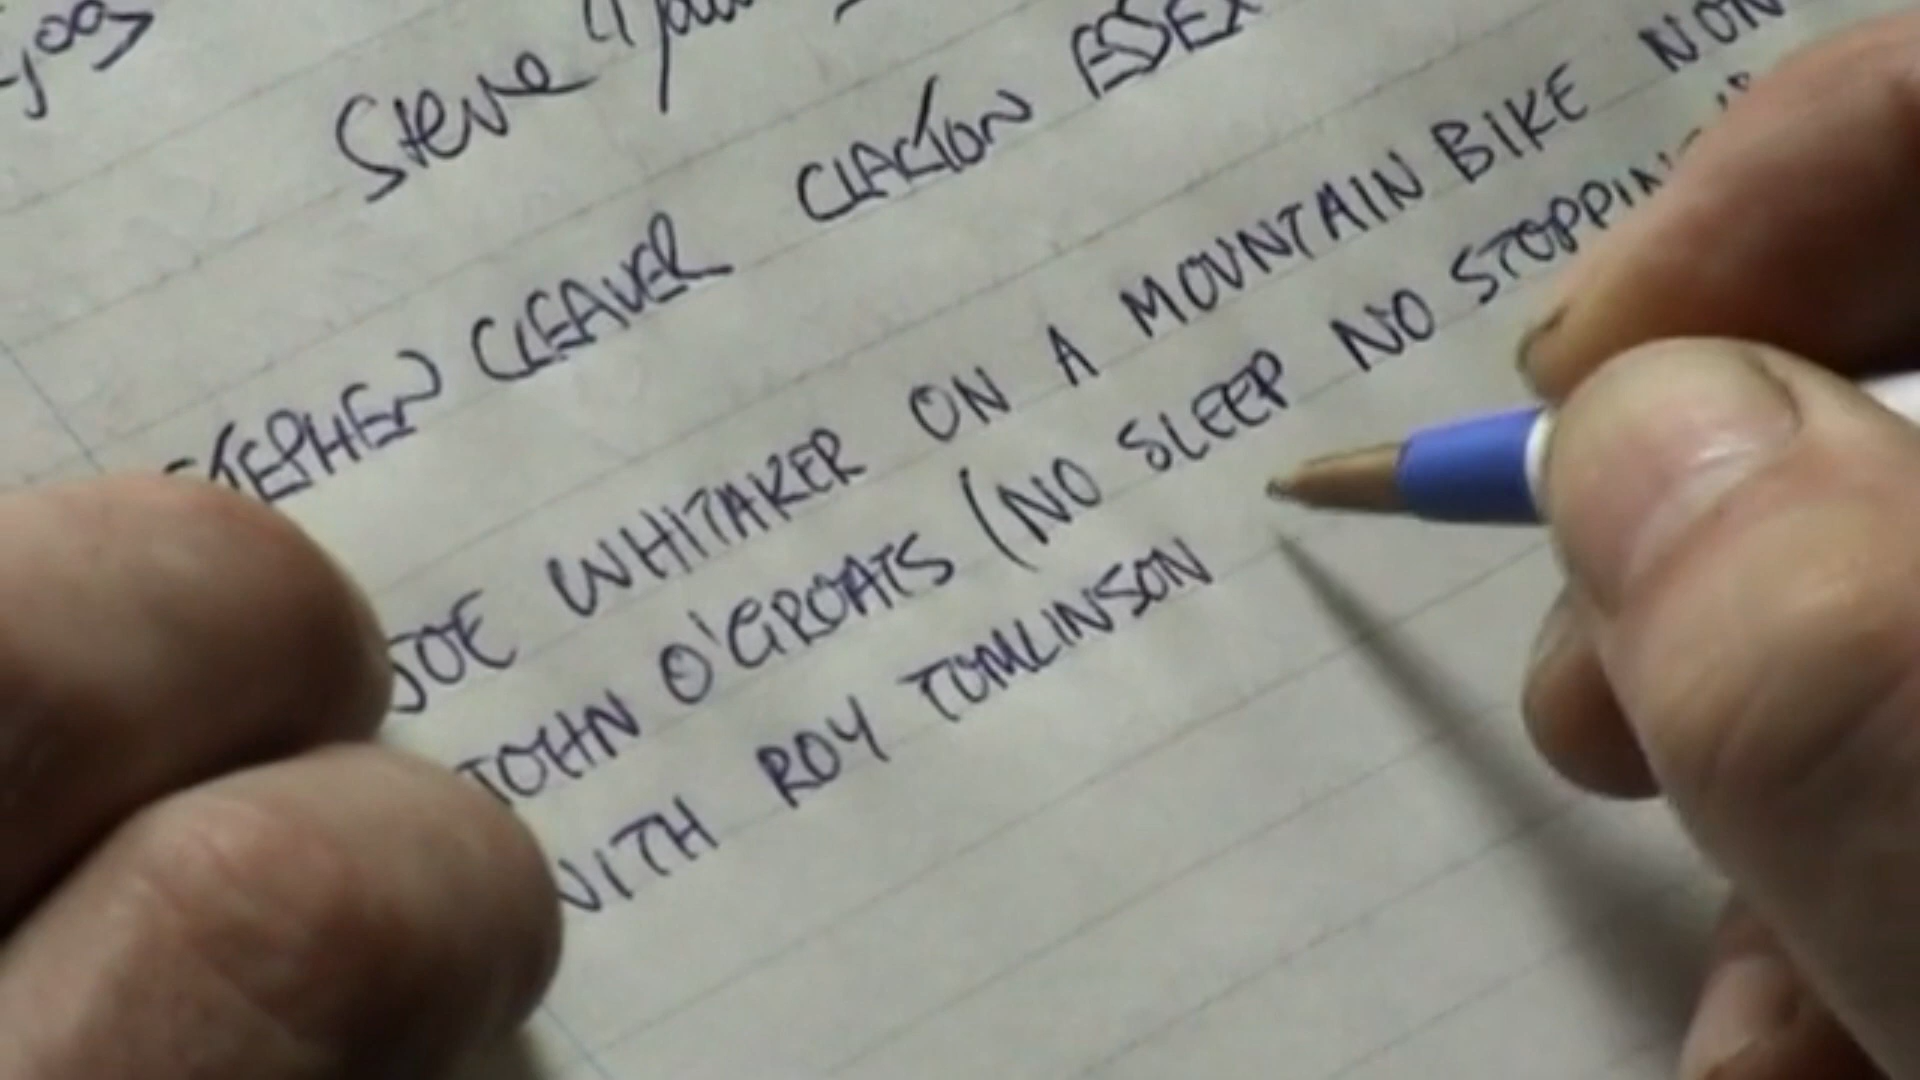 Steve
STEPHEN CLEAVER CLACTON ESSEX
JOE WHITAKER ON A MOUNTAIN BIKE NON
JOHN O'GROATS (NO SLEEP NO STOPPING
WITH ROY TOMLINSON